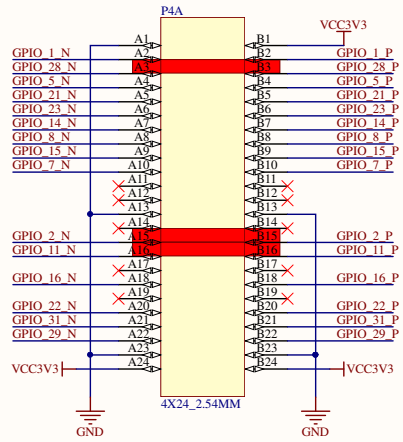 P4A
VCC3V3
A1 B1
GPIO_1_N A2 B2 GPIO_1_P
GPIO_28_N A3 B3 GPIO_28_P
GPIO_5_N A4 B4 GPIO_5_P
GPIO_21_N A5 B5 GPIO_21_P
GPIO_23_N A6 B6 GPIO_23_P
GPIO_14_N A7 B7 GPIO_14_P
GPIO_8_N A8 B8 GPIO_8_P
GPIO_15_N A9 B9 GPIO_15_P
GPIO_7_N A10 B10 GPIO_7_P
A11 B11
A12 B12
A13 B13
A14 B14
GPIO_2_N A15 B15 GPIO_2_P
GPIO_11_N A16 B16 GPIO_11_P
A17 B17
GPIO_16_N A18 B18 GPIO_16_P
A19 B19
GPIO_22_N A20 B20 GPIO_22_P
GPIO_31_N A21 B21 GPIO_31_P
GPIO_29_N A22 B22 GPIO_29_P
A23 B23
VCC3V3 A24 B24 VCC3V3
4X24_2.54MM
GND GND